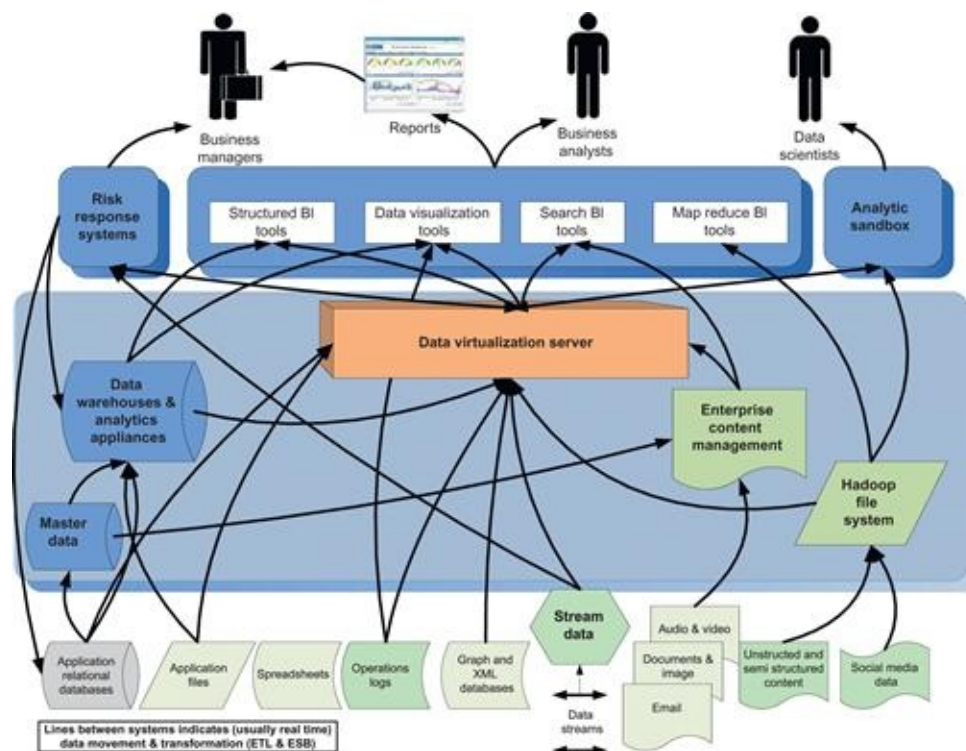 Business
managers
Reports
Business
analysts
Data
scientists
Risk
response
systems
Structured BI
tools
Data visualization
tools
Search BI
tools
Map reduce BI
tools
Analytic
sandbox
Data virtualization server
Data
warehouses &
analytics
appliances
Enterprise
content
management
Master
data
Hadoop
file
system
Stream
data
Application
relational
databases
Application
files
Spreadsheets
Operations
logs
Graph and
XML
databases
Audio & video
Documents &
image
Email
Unstructed and
semi structured
content
Social media
data
Data
streams
Lines between systems indicates (usually real time)
data movement & transformation (ETL & ESB)